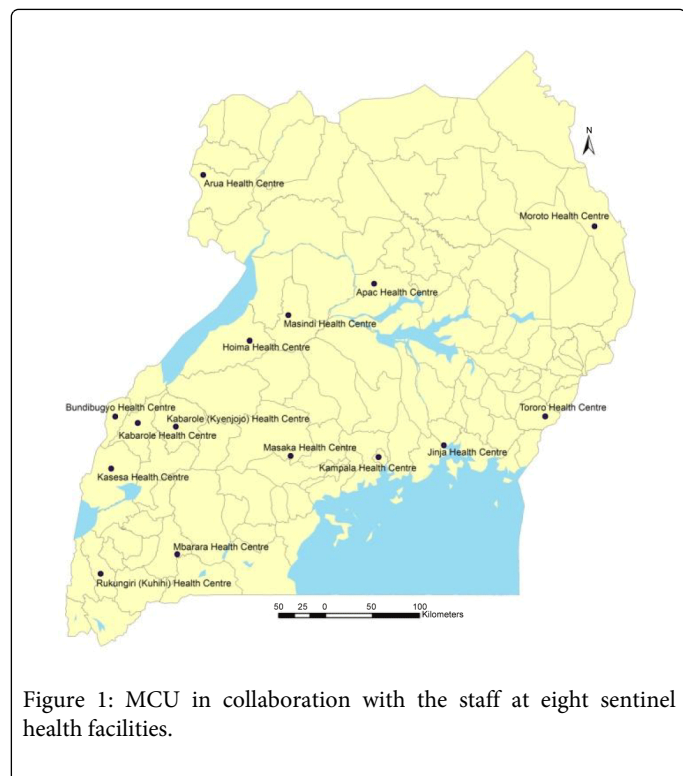 N
Arua Health Centre
Moroto Health Centre
Apac Health Centre
Masindi Health Centre
Hoima Health Centre
Bundibugyo Health Centre
Kabarole (Kyenjojo) Health Centre
Tororo Health Centre
Kabarole Health Centre
Masaka Health Centre
Jinja Health Centre
Kampala Health Centre
Kasesa Health Centre
Mbarara Health Centre
Rukungiri (Kuhihi) Health Centre
50 25 0 50 100
Kilometers
Figure 1: MCU in collaboration with the staff at eight sentinel
health facilities.